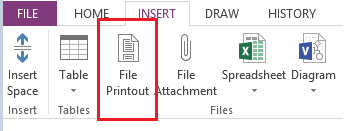 FILE HOME INSERT DRAW HISTORY
Insert Table File File Spreadsheet Diagram
Space Printout Attachment
Insert Tables Files